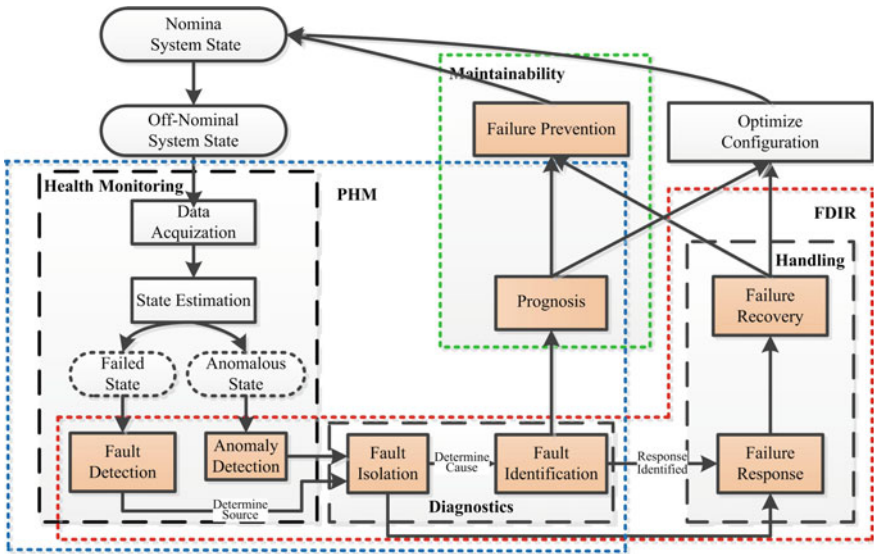 Nomina
System State
Maintainability
Off-Nominal
System State
Failure Prevention
Optimize
Configuration
Health Monitoring
PHM
FDIR
Data
Acquization
Handling
State Estimation
Prognosis
Failure
Recovery
Failed
State
Anomalous
State
Fault
Detection
Anomaly
Detection
Fault
Isolation
Determine
Cause
Fault
Identification
Response
Identified
Failure
Response
Determine
Source
Diagnostics